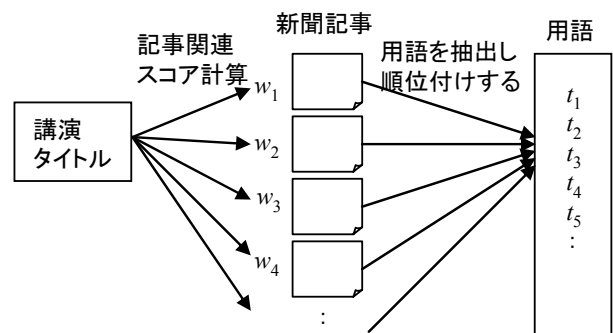 記事関連
スコア計算
新聞記事
用語を抽出し
順位付けする
用語
講演
タイトル
w1
w2
w3
w4
:
t1
t2
t3
t4
t5
: